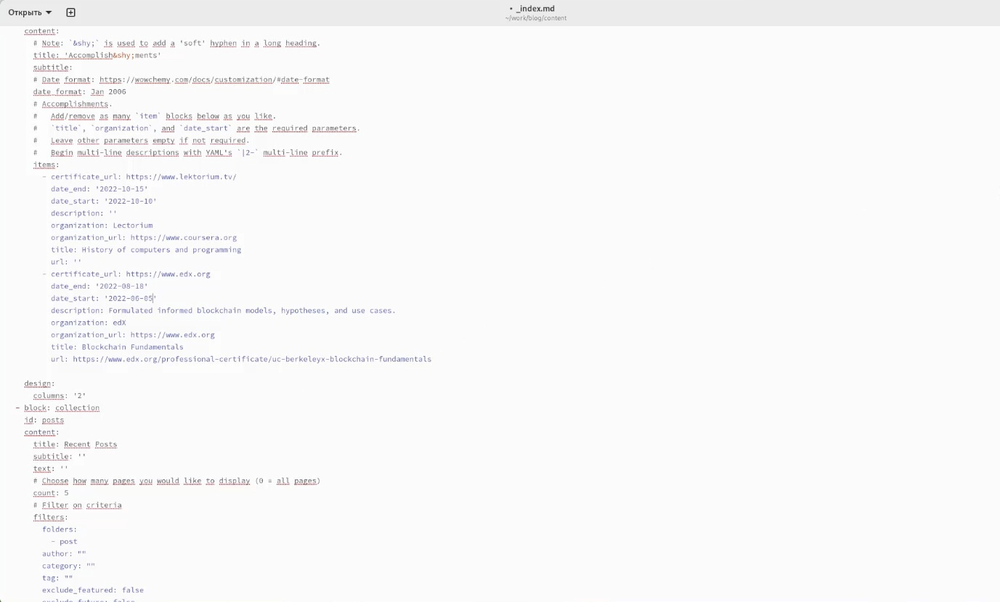 Открыть
• _index.md
~/work/blog/content
content:
# Note: `&shy;` is used to add a 'soft' hyphen in a long heading.
title: 'Accomplish&shy;ments'
subtitle:
# Date format: https://wowchemy.com/docs/customization/#date-format
date_format: Jan 2006
# Accomplishments.
#   Add/remove as many `item` blocks below as you like.
#   `title`, `organization`, and `date_start` are the required parameters.
#   Leave other parameters empty if not required.
#   Begin multi-line descriptions with YAML's `|2-` multi-line prefix.
items:
- certificate_url: https://www.lektorium.tv/
date_end: '2022-10-15'
date_start: '2022-10-10'
description: ''
organization: Lectorium
organization_url: https://www.coursera.org
title: History of computers and programming
url: ''
- certificate_url: https://www.edx.org
date_end: '2022-08-18'
date_start: '2022-06-05'
description: Formulated informed blockchain models, hypotheses, and use cases.
organization: edX
organization_url: https://www.edx.org
title: Blockchain Fundamentals
url: https://www.edx.org/professional-certificate/uc-berkeleyx-blockchain-fundamentals
design:
columns: '2'
- block: collection
id: posts
content:
title: Recent Posts
subtitle: ''
text: ''
# Choose how many pages you would like to display (0 = all pages)
count: 5
# Filter on criteria
filters:
folders:
- post
author: ""
category: ""
tag: ""
exclude_featured: false
exclude_future: false